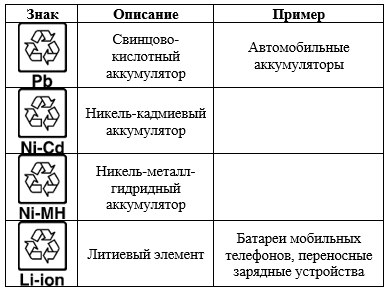 Знак Описание Пример
Pb
Свинцово-
кислотный
аккумулятор
Автомобильные
аккумуляторы
Ni-Cd
Никель-кадмиевый
аккумулятор
Ni-MH
Никель-металл-
гидридный
аккумулятор
Li-ion
Литиевый элемент
Батареи мобильных
телефонов, переносные
зарядные устройства